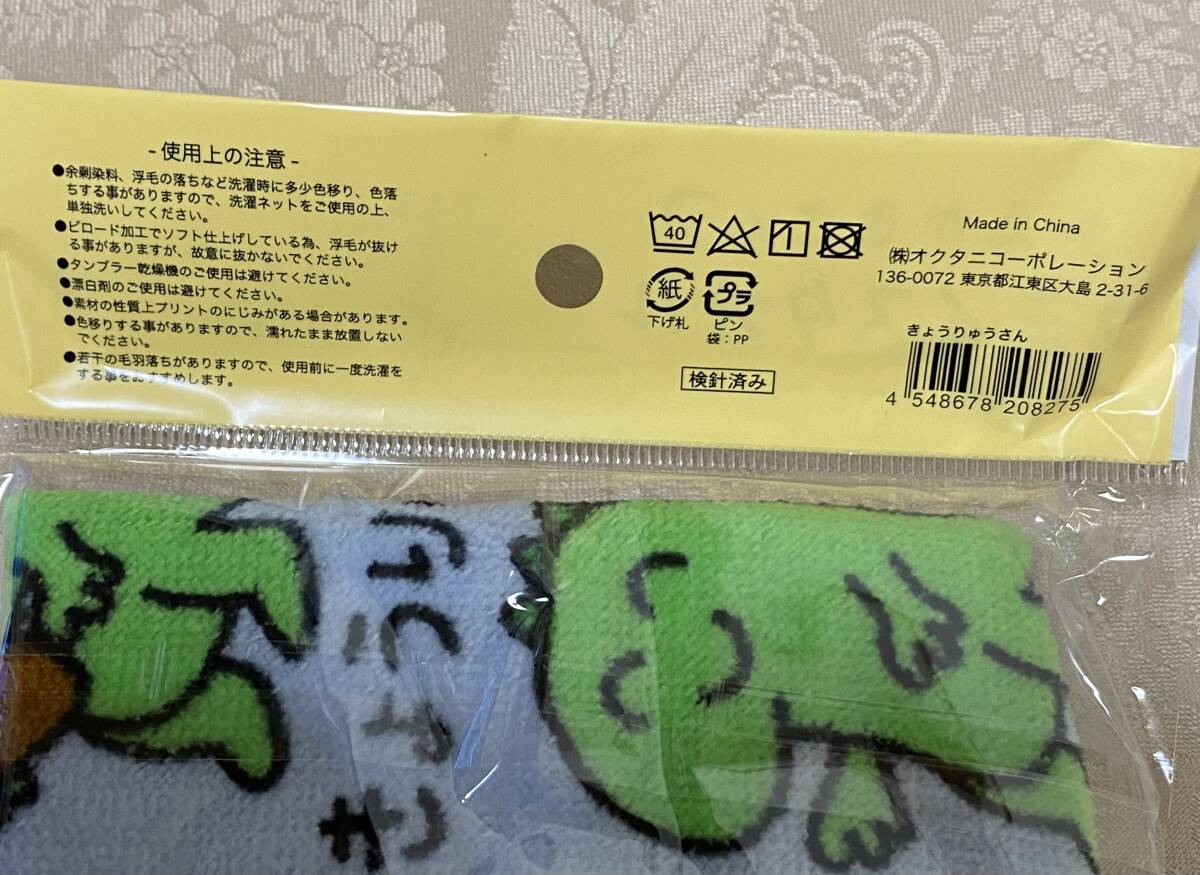 - 使用上の注意 -
●余剰染料、浮毛の落ちなど洗濯時に多少色移り、色落
ちする事がありますので、洗濯ネットをご使用の上、
単独洗いしてください。
●ビロード加工でソフト仕上げしている為、浮毛が抜け
る事がありますが、故意に抜かないでください。
●タンブラー乾燥機のご使用は避けてください。
●漂白剤のご使用は避けてください。
●素材の性質上プリントのにじみがある場合があります。
●色移りする事がありますので、濡れたまま放置しない
でください。
●若干の毛羽落ちがありますので、使用前に一度洗濯を
する事をおすすめします。
40
紙
下げ札
プラ
ピン
袋：PP
検針済み
Made in China
㈱オクタニコーポレーション
136-0072 東京都江東区大島 2-31-6
きょうりゅうさん
4 548678 208275